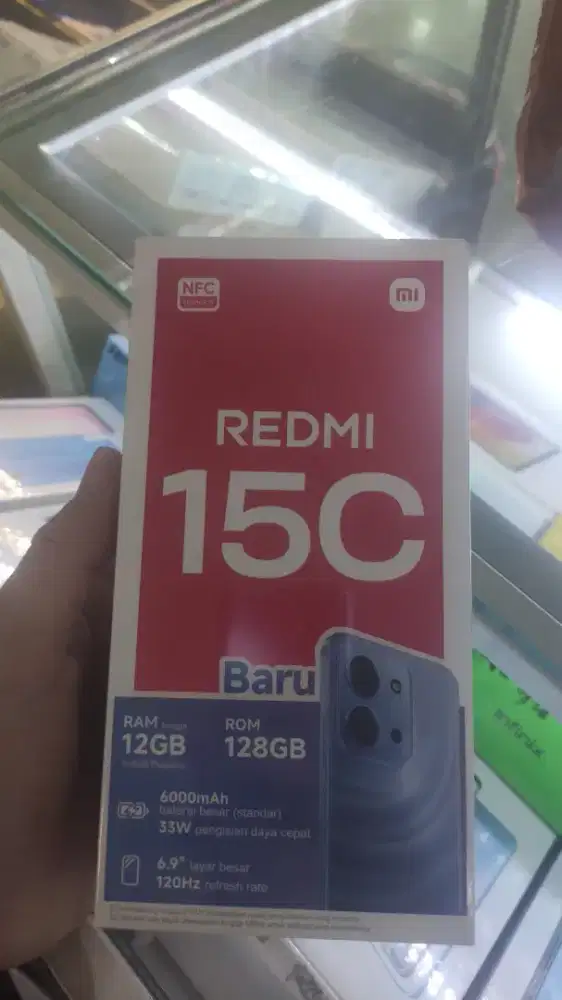 NFC
mi
REDMI
15C
Baru
RAM hingga
12GB
ROM
128GB
6000mAh
baterai besar (standar)
33W pengisian daya cepat
6.9" layar besar
120Hz refresh rate